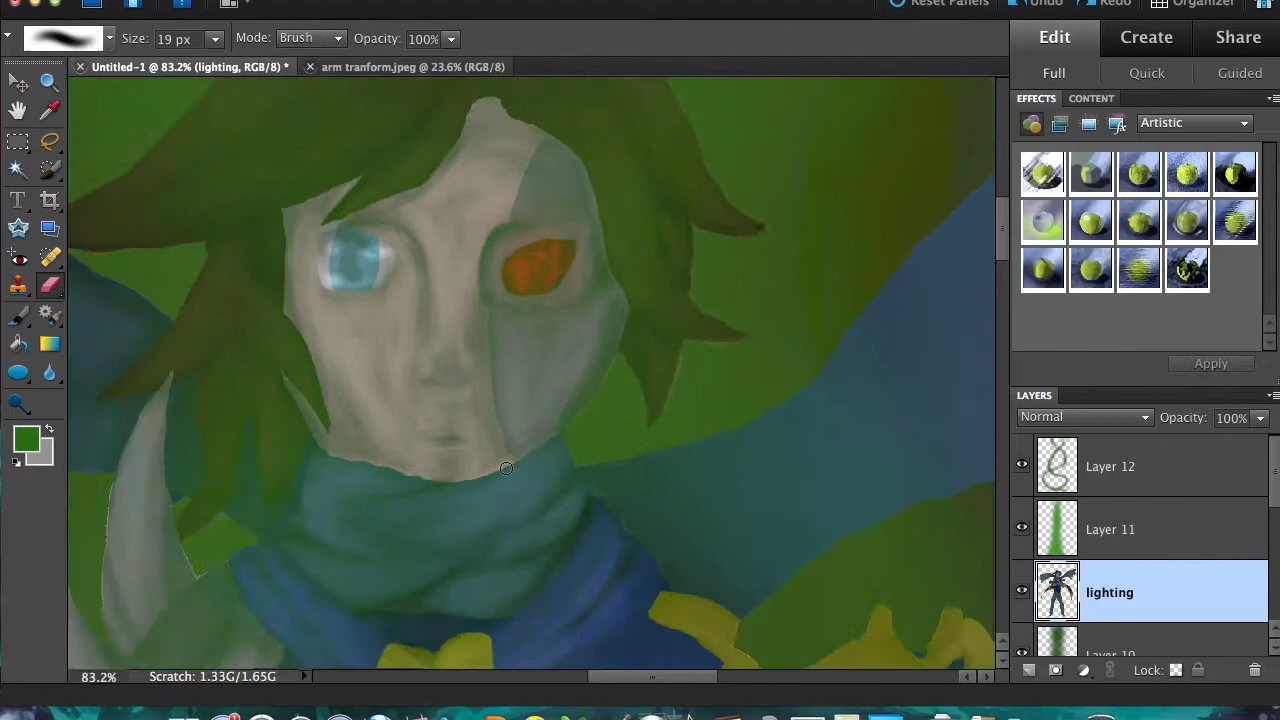 Reset Panels Undo Redo Organizer
Size: 19 px Mode: Brush Opacity: 100%
Edit Create Share
Untitled-1 @ 83.2% (lighting, RGB/8) * arm tranform.jpeg @ 23.6% (RGB/8)
Full Quick Guided
EFFECTS CONTENT
Artistic
Apply
LAYERS
Normal Opacity: 100%
Layer 12
Layer 11
lighting
Layer 10
83.2% Scratch: 1.33G/1.65G Lock: